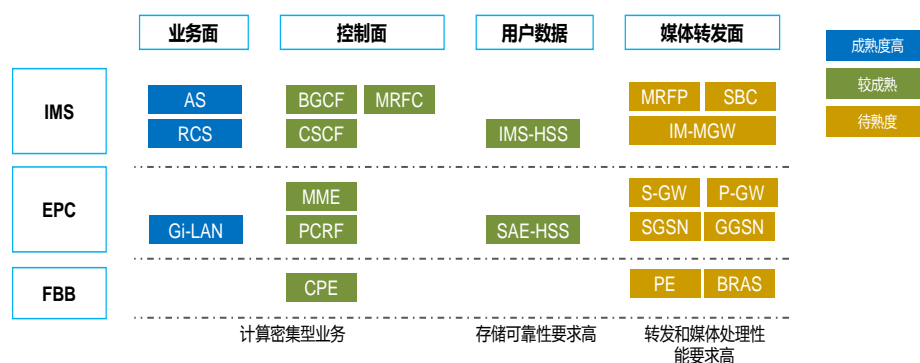 业务面 控制面 用户数据 媒体转发面
成熟度高
较成熟
待熟度
IMS
AS BGCF MRFC MRFP SBC
RCS CSCF IMS-HSS IM-MGW
EPC
MME S-GW P-GW
Gi-LAN PCRF SAE-HSS SGSN GGSN
FBB
CPE PE BRAS
计算密集型业务 存储可靠性要求高 转发和媒体处理性
能要求高